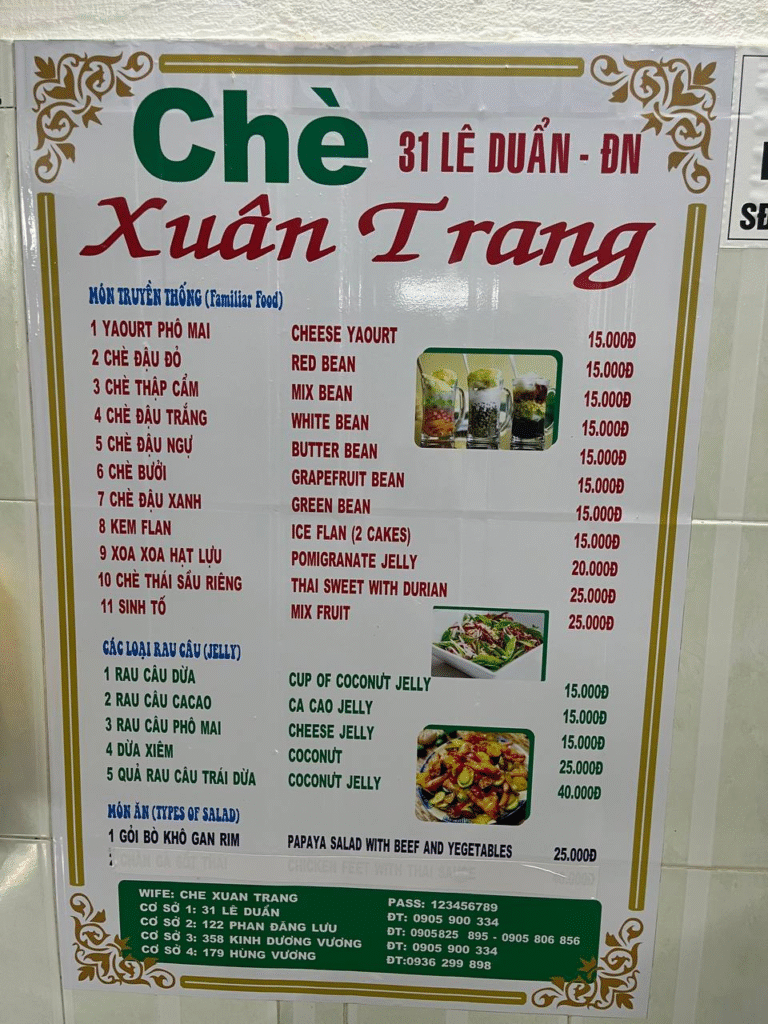 Chè 31 LÊ DUẨN - ĐN
Xuân Trang
MÓN TRUYỀN THỐNG (Familiar Food)
1 YAOURT PHÔ MAI CHEESE YAOURT 15.000Đ
2 CHÈ ĐẬU ĐỎ RED BEAN 15.000Đ
3 CHÈ THẬP CẨM MIX BEAN 15.000Đ
4 CHÈ ĐẬU TRẮNG WHITE BEAN 15.000Đ
5 CHÈ ĐẬU NGỰ BUTTER BEAN 15.000Đ
6 CHÈ BƯỞI GRAPEFRUIT BEAN 15.000Đ
7 CHÈ ĐẬU XANH GREEN BEAN 15.000Đ
8 KEM FLAN ICE FLAN (2 CAKES) 15.000Đ
9 XOA XOA HẠT LỰU POMIGRANATE JELLY 20.000Đ
10 CHÈ THÁI SẦU RIÊNG THAI SWEET WITH DURIAN 25.000Đ
11 SINH TỐ MIX FRUIT 25.000Đ
CÁC LOẠI RAU CÂU (JELLY)
1 RAU CÂU DỪA CUP OF COCONUT JELLY 15.000Đ
2 RAU CÂU CACAO CA CAO JELLY 15.000Đ
3 RAU CÂU PHÔ MAI CHEESE JELLY 15.000Đ
4 DỪA XIÊM COCONUT 25.000Đ
5 QUẢ RAU CÂU TRÁI DỪA COCONUT JELLY 40.000Đ
MÓN ĂN (TYPES OF SALAD)
1 GỎI BÒ KHÔ GAN RIM PAPAYA SALAD WITH BEEF AND YEGETABLES 25.000Đ
CHICKEN FEET WITH THAI SAUCE
WIFE: CHE XUAN TRANG PASS: 123456789
CƠ SỞ 1: 31 LÊ DUẨN ĐT: 0905 900 334
CƠ SỞ 2: 122 PHAN ĐĂNG LƯU ĐT: 0905825 895 - 0905 806 856
CƠ SỞ 3: 358 KINH DƯƠNG VƯƠNG ĐT: 0905 900 334
CƠ SỞ 4: 179 HÙNG VƯƠNG ĐT:0936 299 898